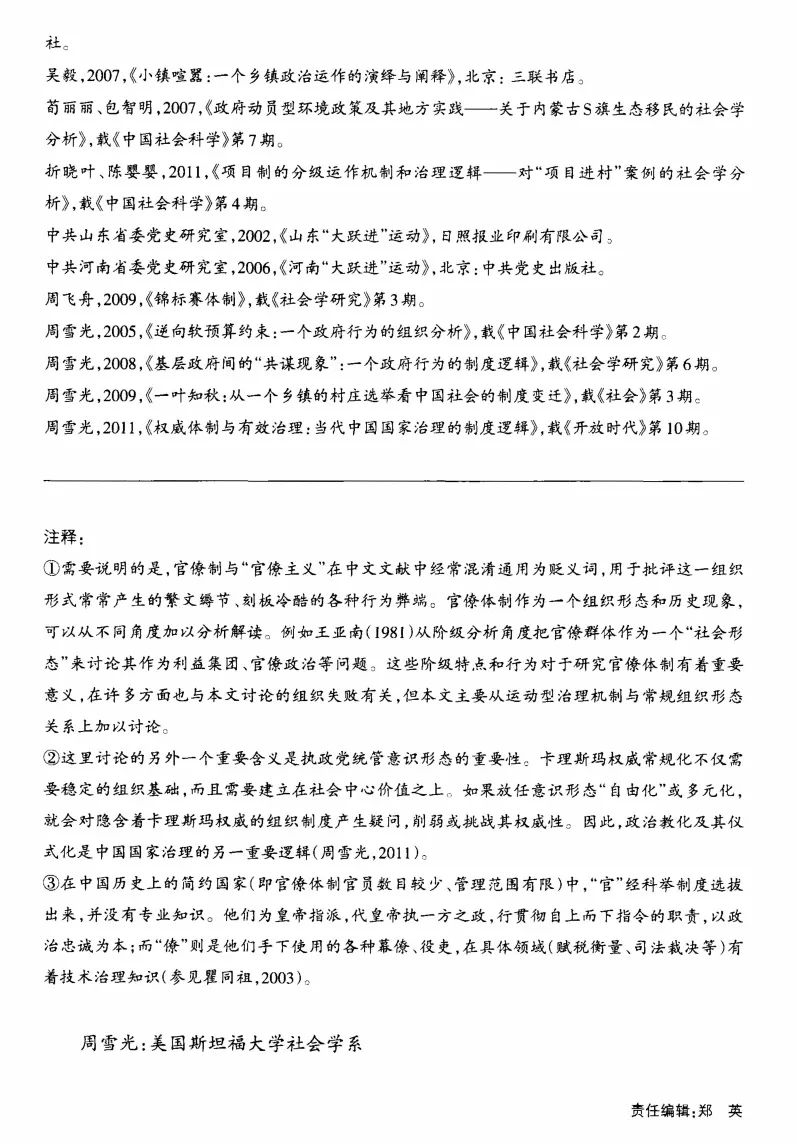 社。
吴毅,2007,《小镇喧嚣:一个乡镇政治运作的演绎与阐释》,北京: 三联书店。
荀丽丽、包智明,2007,《政府动员型环境政策及其地方实践——关于内蒙古S旗生态移民的社会学
分析》,载《中国社会科学》第7期。
折晓叶、陈婴婴,2011,《项目制的分级运作机制和治理逻辑——对“项目进村”案例的社会学分
析》,载《中国社会科学》第4期。
中共山东省委党史研究室,2002,《山东“大跃进”运动》,日照报业印刷有限公司。
中共河南省委党史研究室,2006,《河南“大跃进”运动》,北京:中共党史出版社。
周飞舟,2009,《锦标赛体制》,载《社会学研究》第3期。
周雪光,2005,《逆向软预算约束:一个政府行为的组织分析》,载《中国社会科学》第2期。
周雪光,2008,《基层政府间的“共谋现象”:一个政府行为的制度逻辑》,载《社会学研究》第6期。
周雪光,2009,《一叶知秋:从一个乡镇的村庄选举看中国社会的制度变迁》,载《社会》第3期。
周雪光,2011,《权威体制与有效治理:当代中国国家治理的制度逻辑》,载《开放时代》第10期。
注释:
①需要说明的是,官僚制与“官僚主义”在中文文献中经常混淆通用为贬义词,用于批评这一组织
形式常常产生的繁文缛节、刻板冷酷的各种行为弊端。官僚体制作为一个组织形态和历史现象,
可以从不同角度加以分析解读。例如王亚南(1981)从阶级分析角度把官僚群体作为一个“社会形
态”来讨论其作为利益集团、官僚政治等问题。这些阶级特点和行为对于研究官僚体制有着重要
意义,在许多方面也与本文讨论的组织失败有关,但本文主要从运动型治理机制与常规组织形态
关系上加以讨论。
②这里讨论的另外一个重要含义是执政党统管意识形态的重要性。卡理斯玛权威常规化不仅需
要稳定的组织基础,而且需要建立在社会中心价值之上。如果放任意识形态“自由化”或多元化,
就会对隐含着卡理斯玛权威的组织制度产生疑问,削弱或挑战其权威性。因此,政治教化及其仪
式化是中国国家治理的另一重要逻辑(周雪光,2011)。
③在中国历史上的简约国家(即官僚体制官员数目较少、管理范围有限)中,“官”经科举制度选拔
出来,并没有专业知识。他们为皇帝指派,代皇帝执一方之政,行贯彻自上而下指令的职责,以政
治忠诚为本;而“僚”则是他们手下使用的各种幕僚、役吏,在具体领域(赋税衡量、司法裁决等)有
着技术治理知识(参见瞿同祖,2003)。
周雪光:美国斯坦福大学社会学系
责任编辑:郑 英